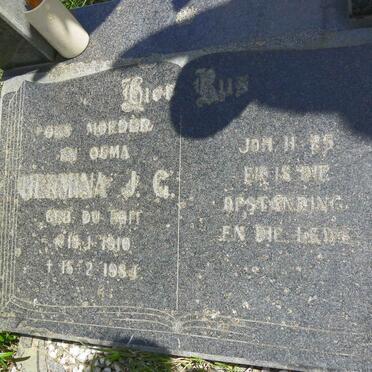 Hier Rus
ONS MOEDER
EN OUMA
HERMINA J. C.
GEB. DU TOIT
* 15.1.1910
† 16.2.1984
JOH. 11:25
EK IS DIE
OPSTANDING
EN DIE LEWE